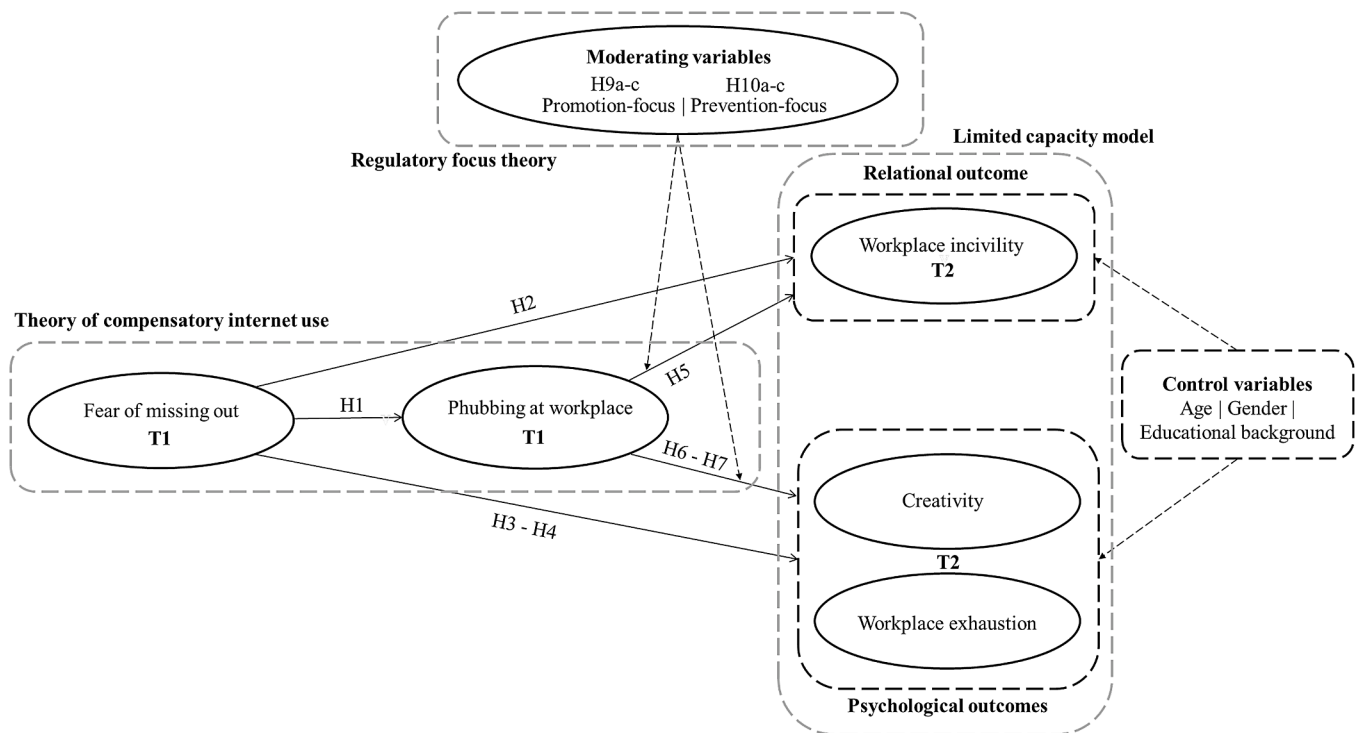 Moderating variables
H9a-c H10a-c
Promotion-focus | Prevention-focus
Limited capacity model
Regulatory focus theory
Relational outcome
Workplace incivility
T2
H2
Theory of compensatory internet use
H5
Control variables
Age | Gender |
Educational background
Fear of missing out
T1
H1
Phubbing at workplace
T1
H6 - H7
H3 - H4
Creativity
T2
Workplace exhaustion
Psychological outcomes